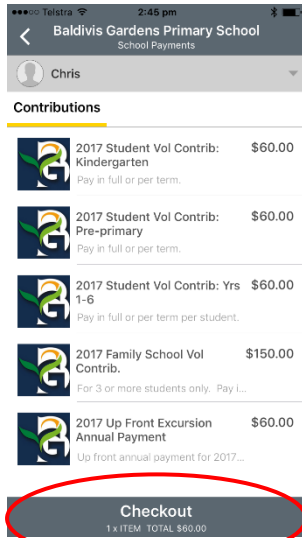 Telstra 2:45 pm
Baldivis Gardens Primary School
School Payments
Chris
Contributions
2017 Student Vol Contrib: $60.00
Kindergarten
Pay in full or per term.
2017 Student Vol Contrib: $60.00
Pre-primary
Pay in full or per term.
2017 Student Vol Contrib: Yrs $60.00
1-6
Pay in full or per term per student.
2017 Family School Vol $150.00
Contrib.
For 3 or more students only. Pay i...
2017 Up Front Excursion $60.00
Annual Payment
Up front annual payment for 2017...
Checkout
1 x ITEM TOTAL $60.00